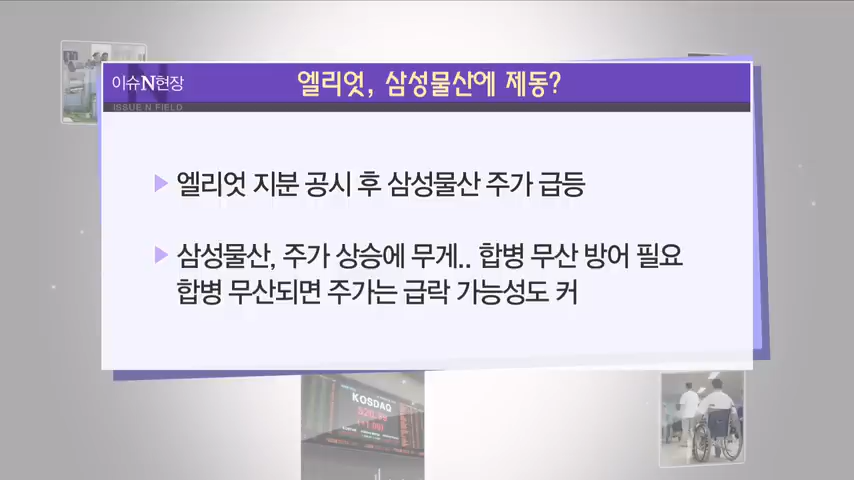 이슈N현장
엘리엇, 삼성물산에 제동?
ISSUE N FIELD
엘리엇 지분 공시 후 삼성물산 주가 급등
삼성물산, 주가 상승에 무게.. 합병 무산 방어 필요
합병 무산되면 주가는 급락 가능성도 커
KOSDAQ